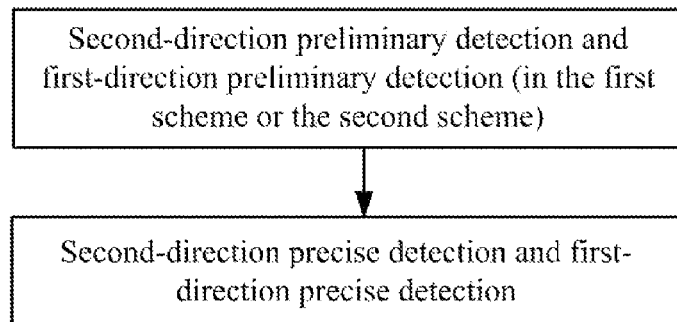 Second-direction preliminary detection and
first-direction preliminary detection (in the first
scheme or the second scheme)
Second-direction precise detection and first-
direction precise detection